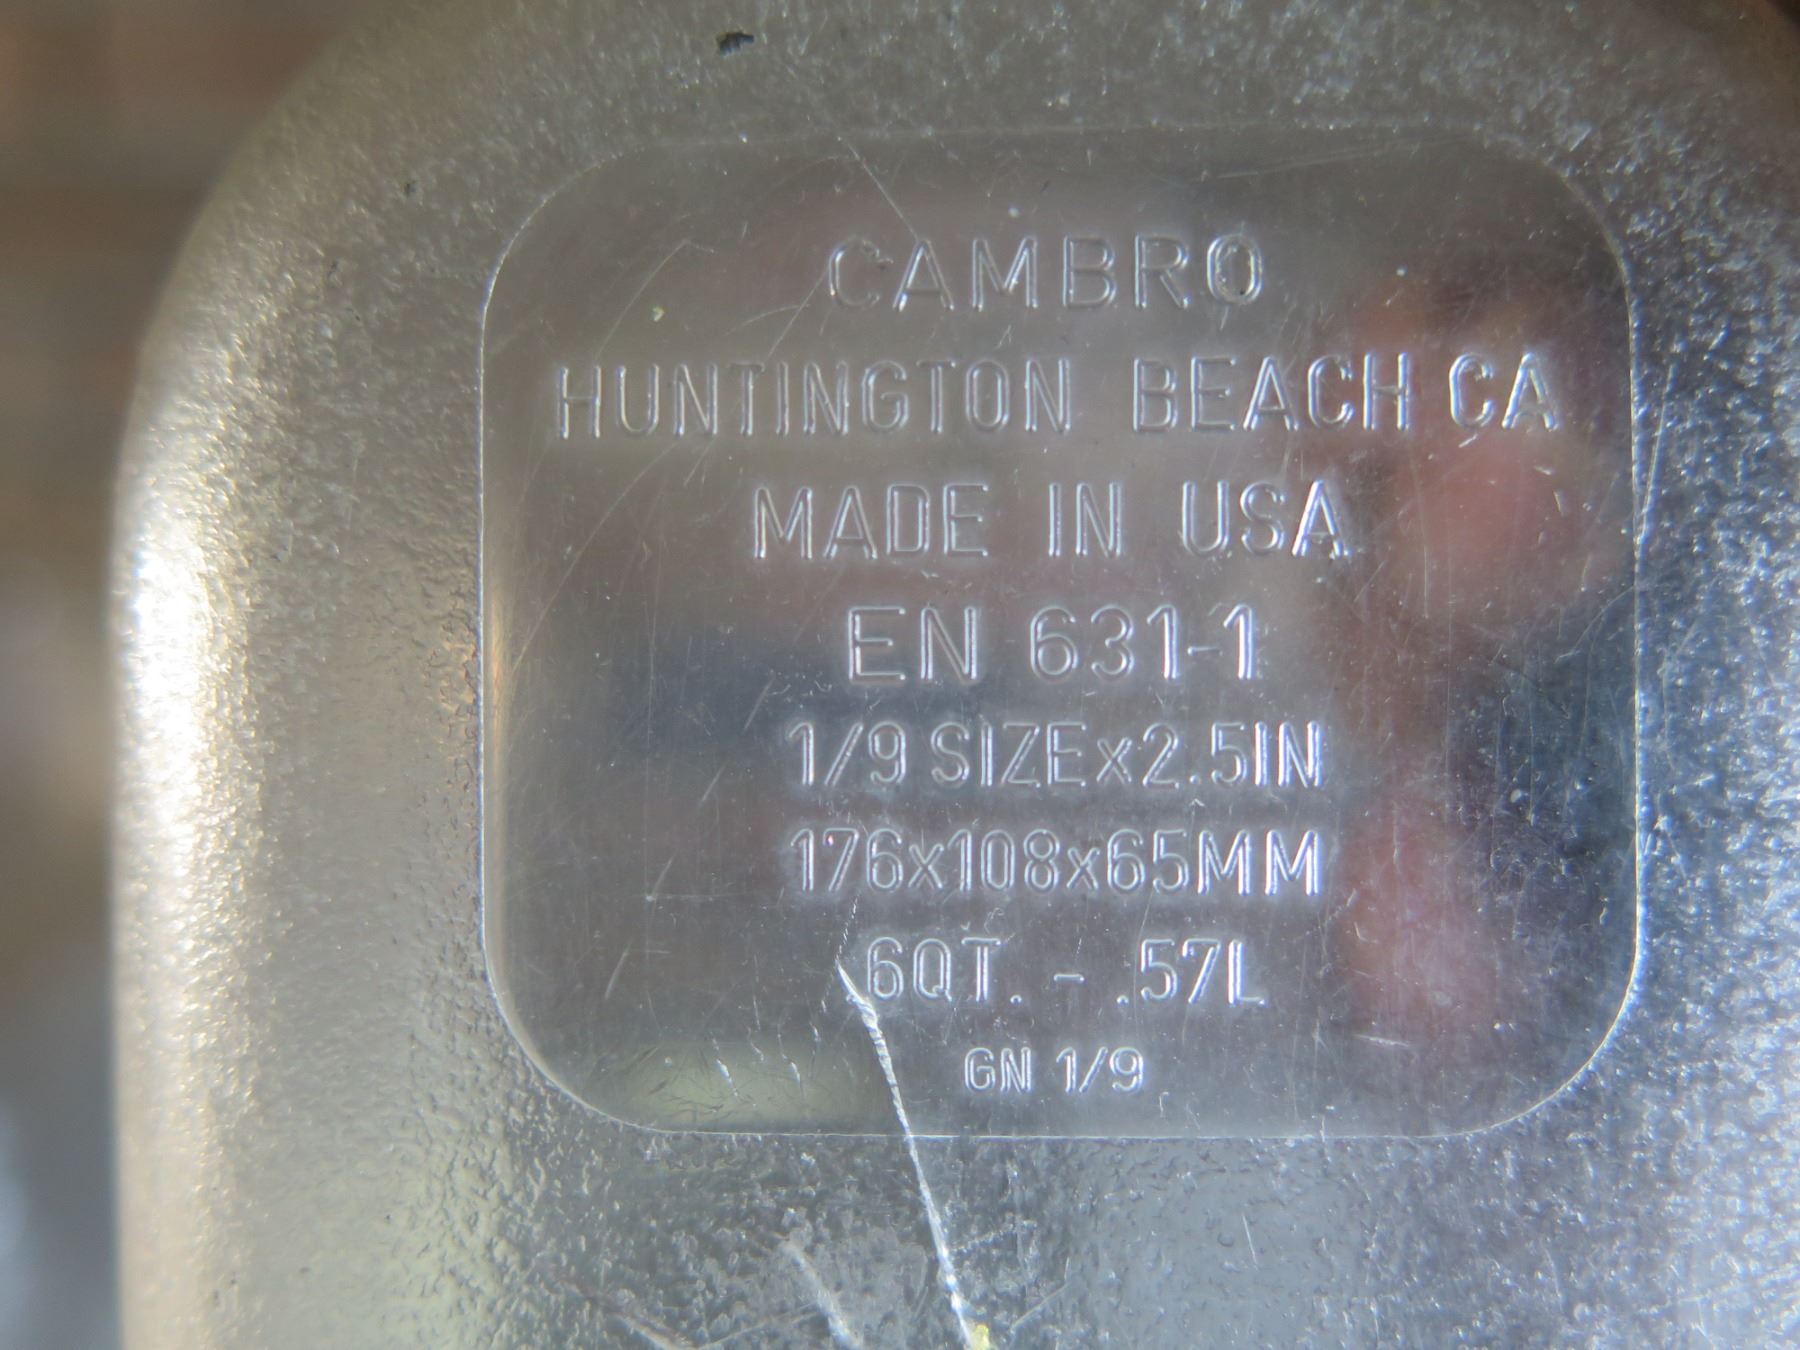 CAMBRO
HUNTINGTON BEACH CA
MADE IN USA
EN 631-1
1/9 SIZEx2.5IN
176x108x65MM
.6QT. - .57L
GN 1/9